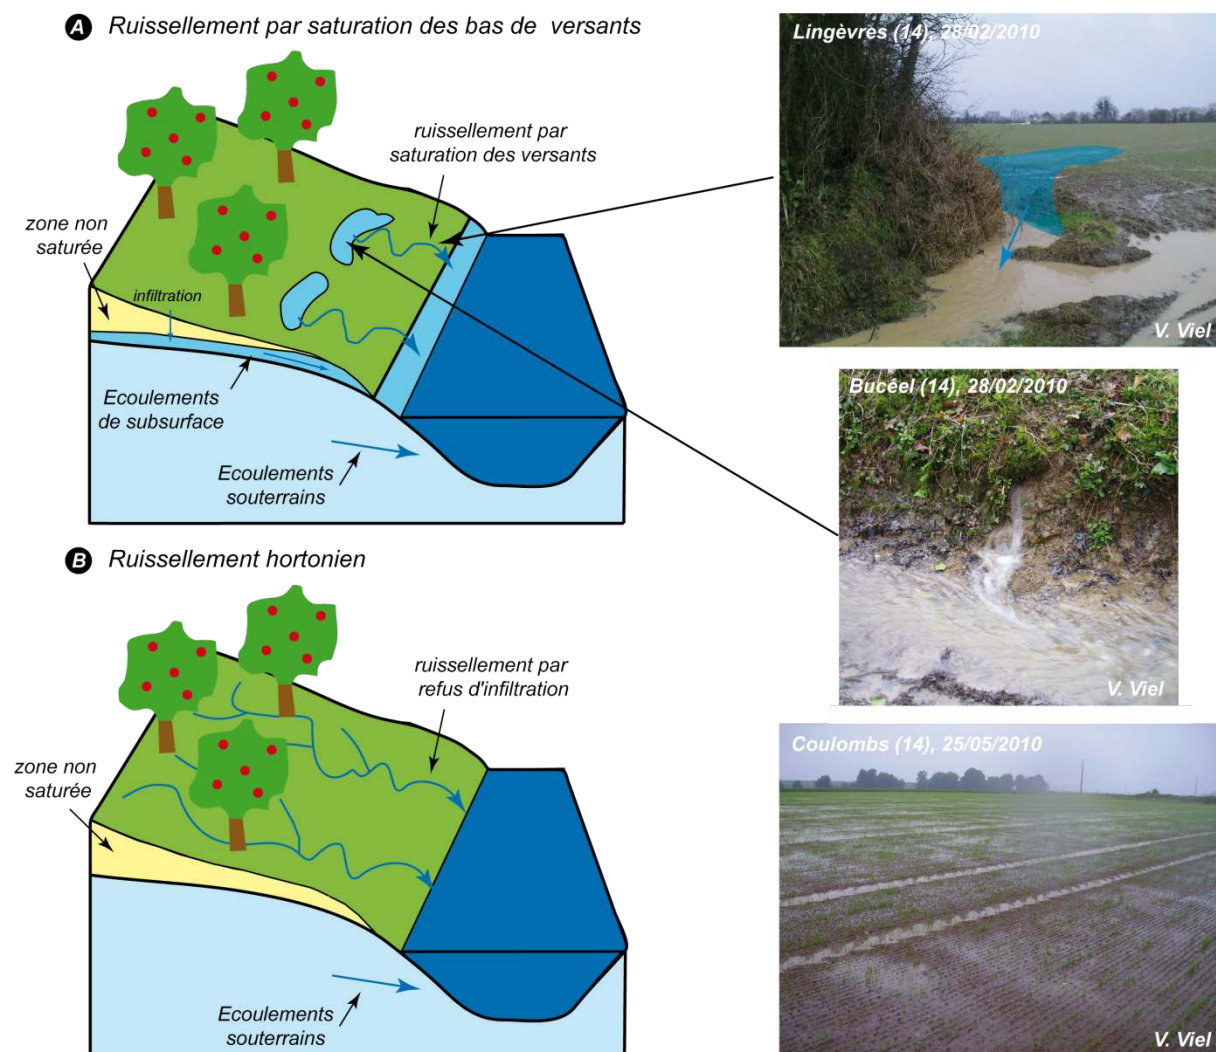 A Ruissellement par saturation des bas de versants
ruissellement par
saturation des versants
zone non
saturée
infiltration
Ecoulements
de subsurface
Ecoulements
souterrains
Lingèvres (14), 28/02/2010
V. Viel
Bucéel (14), 28/02/2010
V. Viel
B Ruissellement hortonien
ruissellement par
refus d'infiltration
zone non
saturée
Ecoulements
souterrains
Coulombs (14), 25/05/2010
V. Viel